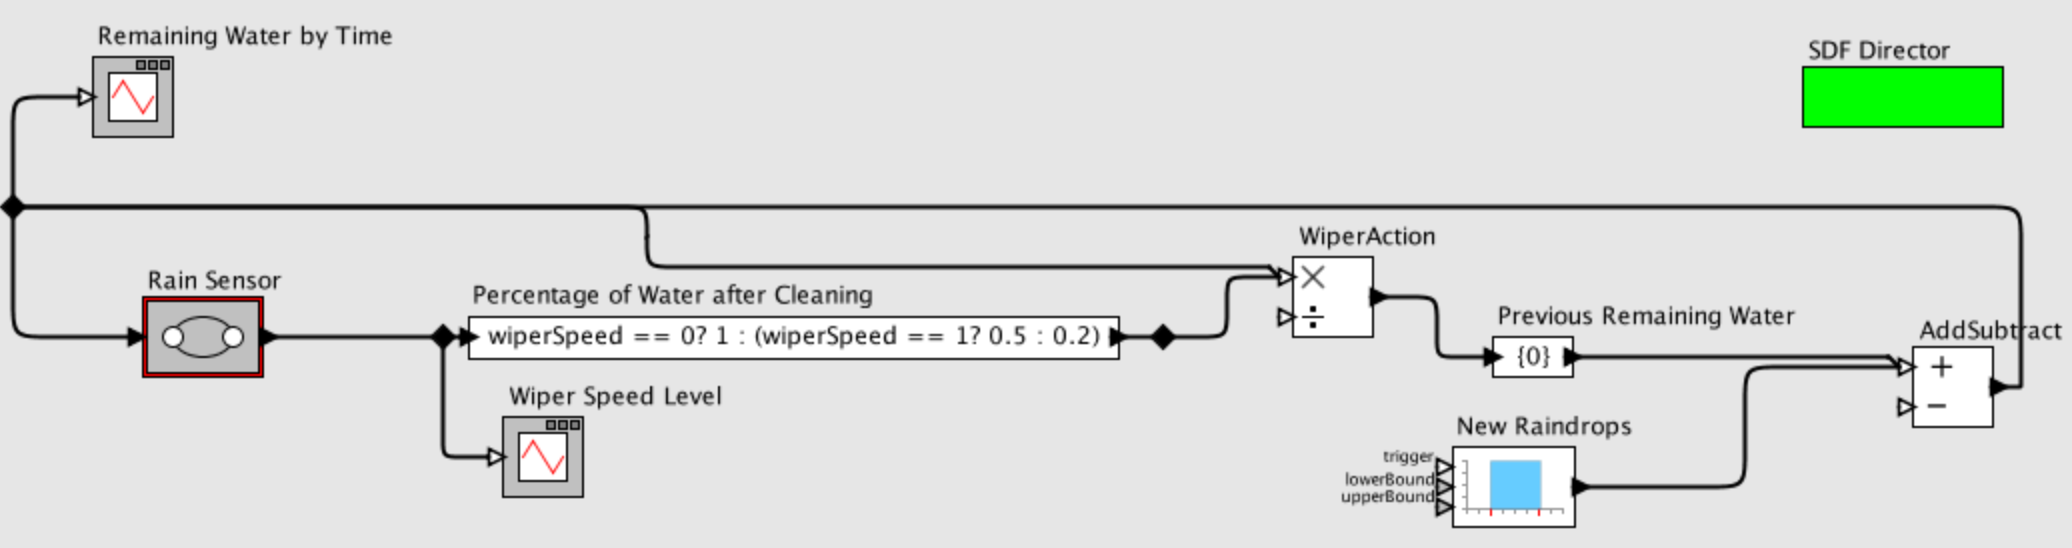 Remaining Water by Time
SDF Director
WiperAction
×
÷
Rain Sensor
Percentage of Water after Cleaning
wiperSpeed == 0? 1 : (wiperSpeed == 1? 0.5 : 0.2)
Previous Remaining Water
{0}
AddSubtract
+
−
Wiper Speed Level
New Raindrops
trigger
lowerBound
upperBound